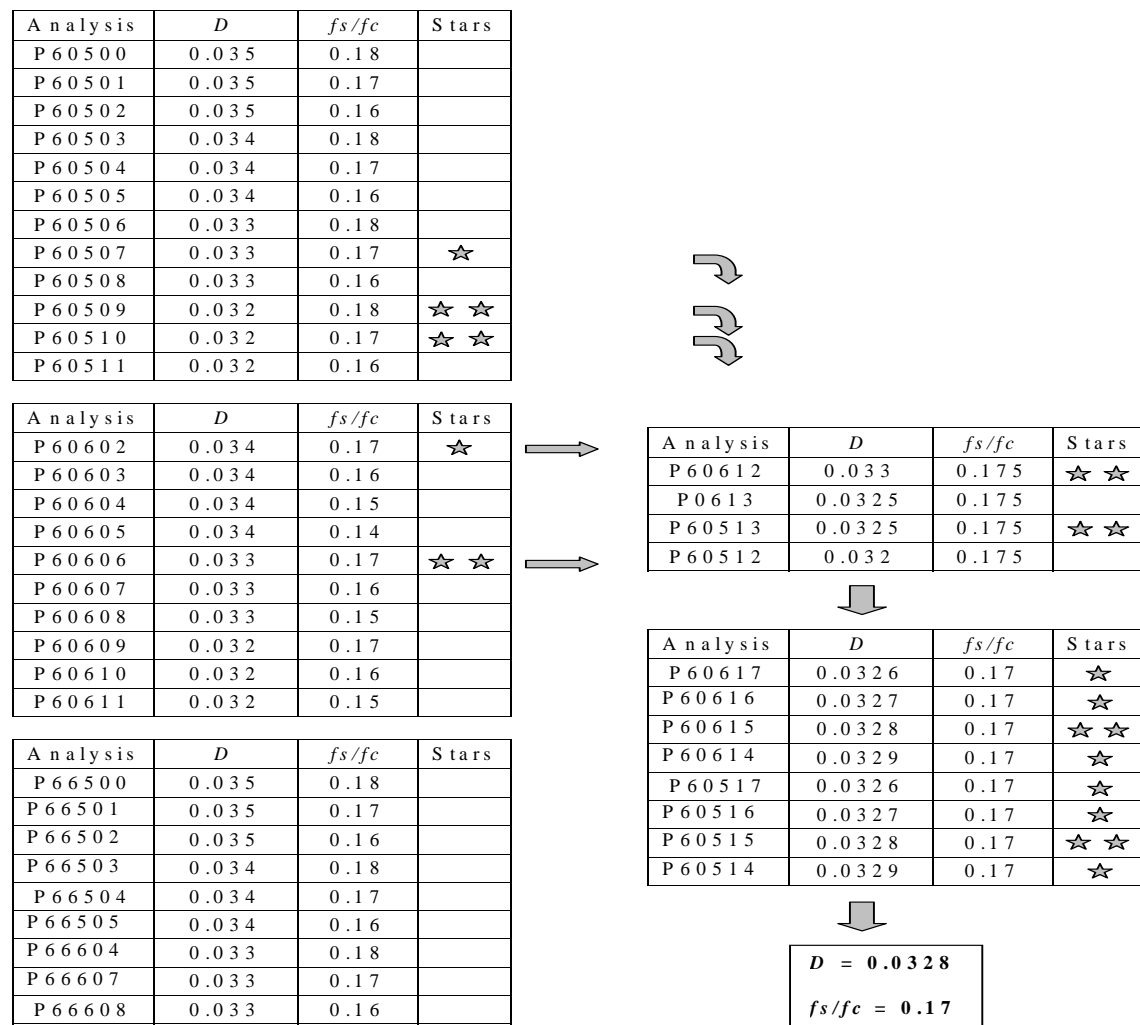 Analysis D fs/fc Stars
P60500 0.035 0.18
P60501 0.035 0.17
P60502 0.035 0.16
P60503 0.034 0.18
P60504 0.034 0.17
P60505 0.034 0.16
P60506 0.033 0.18
P60507 0.033 0.17
P60508 0.033 0.16
P60509 0.032 0.18
P60510 0.032 0.17
P60511 0.032 0.16
Analysis D fs/fc Stars
P60602 0.034 0.17
P60603 0.034 0.16
P60604 0.034 0.15
P60605 0.034 0.14
P60606 0.033 0.17
P60607 0.033 0.16
P60608 0.033 0.15
P60609 0.032 0.17
P60610 0.032 0.16
P60611 0.032 0.15
Analysis D fs/fc Stars
P66500 0.035 0.18
P66501 0.035 0.17
P66502 0.035 0.16
P66503 0.034 0.18
P66504 0.034 0.17
P66505 0.034 0.16
P66604 0.033 0.18
P66607 0.033 0.17
P66608 0.033 0.16
Analysis D fs/fc Stars
P60612 0.033 0.175
P0613 0.0325 0.175
P60513 0.0325 0.175
P60512 0.032 0.175
Analysis D fs/fc Stars
P60617 0.0326 0.17
P60616 0.0327 0.17
P60615 0.0328 0.17
P60614 0.0329 0.17
P60517 0.0326 0.17
P60516 0.0327 0.17
P60515 0.0328 0.17
P60514 0.0329 0.17
D = 0.0328
fs/fc = 0.17